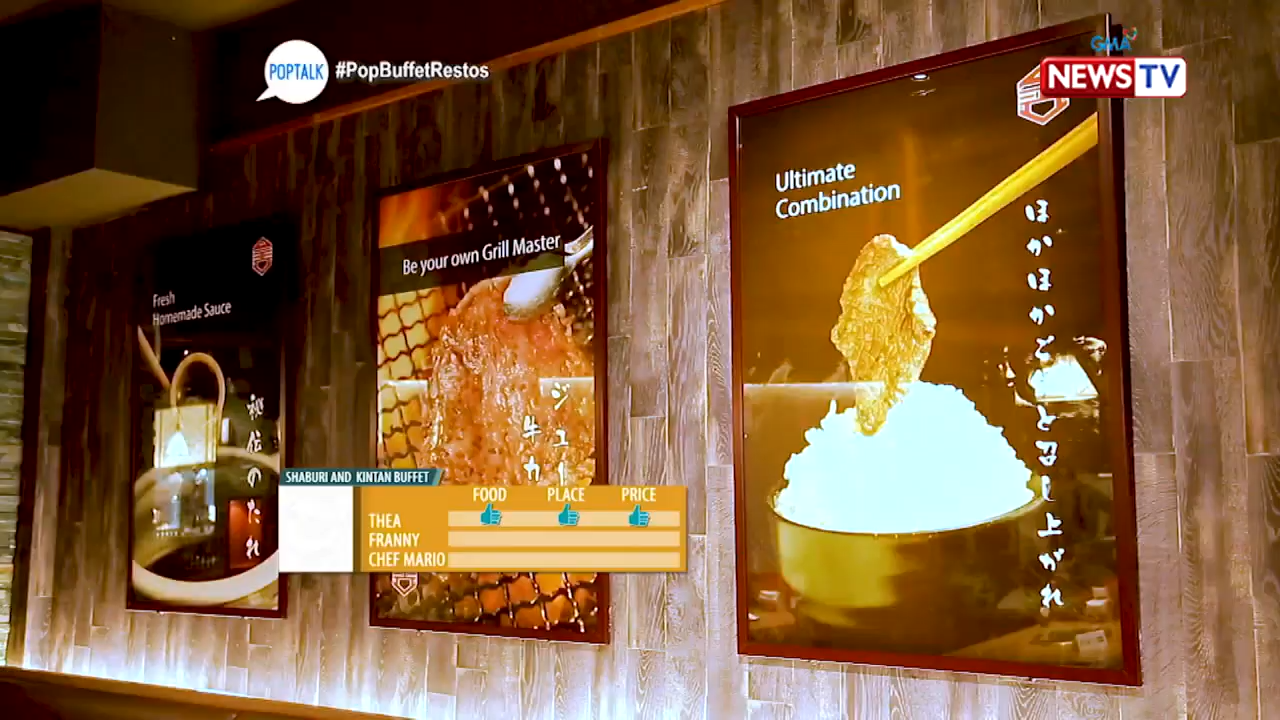 POPTALK
#PopBuffetRestos
GMA
NEWS TV
Fresh
Homemade Sauce
秘伝のたれ
Be your own Grill Master
ジュー
牛カ
Ultimate
Combination
ほかほかごと召し上がれ
SHABURI AND KINTAN BUFFET
FOOD PLACE PRICE
THEA
FRANNY
CHEF MARIO